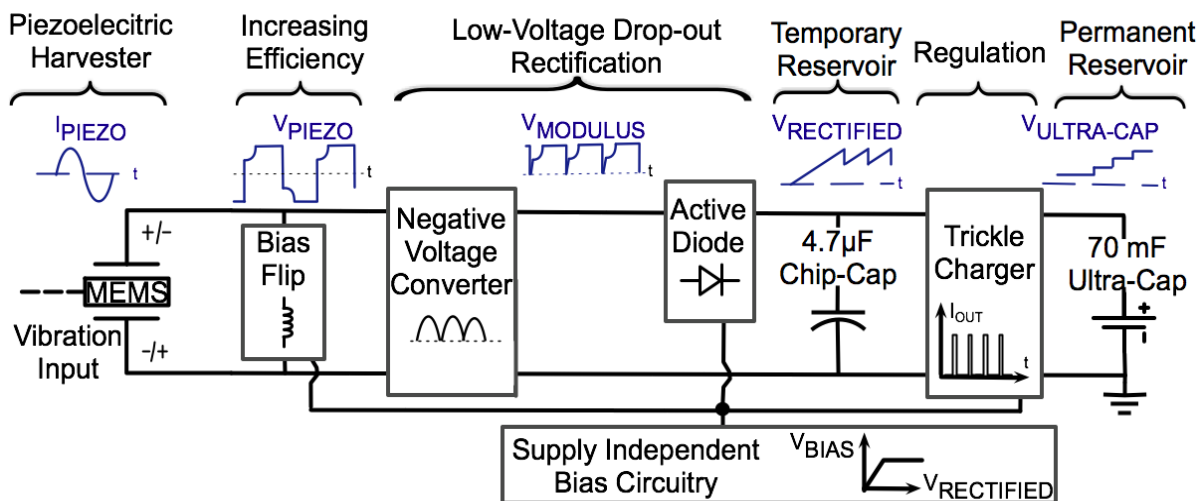 Piezoelecitric
Harvester
Increasing
Efficiency
Low-Voltage Drop-out
Rectification
Temporary
Reservoir
Regulation
Permanent
Reservoir
IPIEZO
t
VPIEZO
t
VMODULUS
t
VRECTIFIED
t
VULTRA-CAP
t
+/-
MEMS
-/+
Vibration
Input
Bias
Flip
Negative
Voltage
Converter
Active
Diode
4.7µF
Chip-Cap
Trickle
Charger
IOUT
t
70 mF
Ultra-Cap
+
Supply Independent
Bias Circuitry
VBIAS
VRECTIFIED